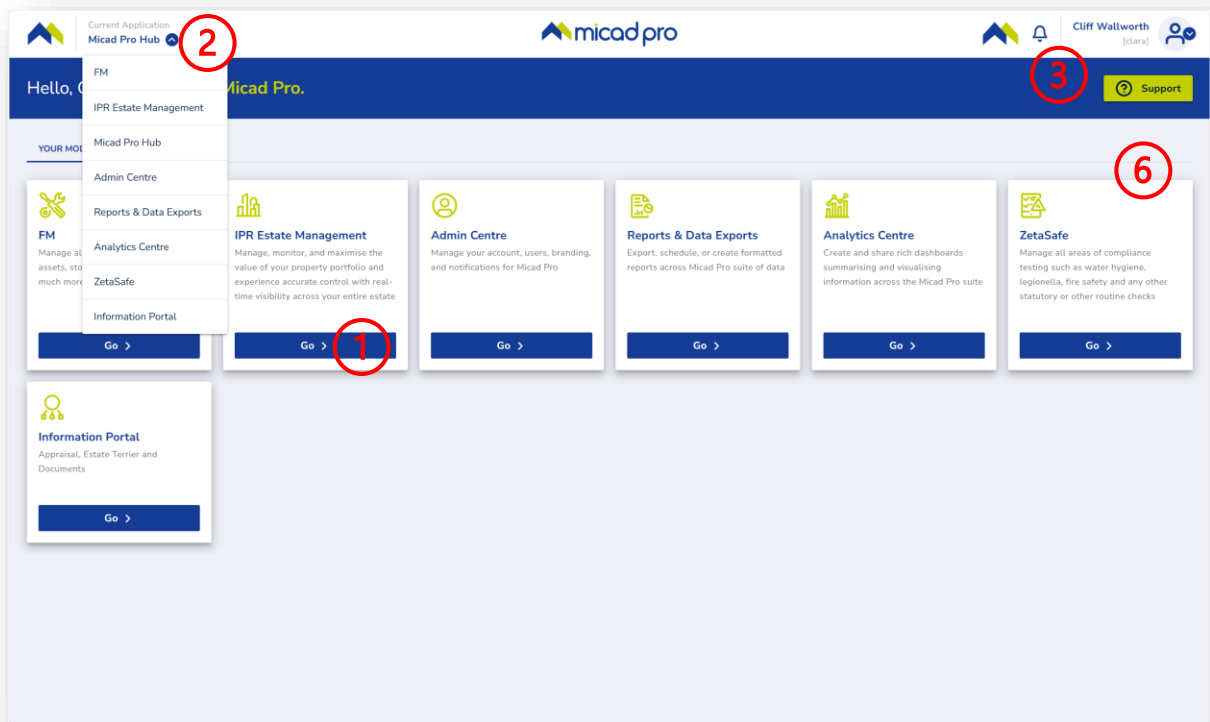 Current Application
Micad Pro Hub
2
micad pro
Cliff Wallworth
[clara]
3
FM
IPR Estate Management
Micad Pro Hub
Admin Centre
Reports & Data Exports
Analytics Centre
ZetaSafe
Information Portal
Hello,
Micad Pro.
Support
YOUR
6
FM
Manage
assets,
much more
Go >
IPR Estate Management
Manage, monitor, and maximise the
value of your property portfolio and
experience accurate control with real-
time visibility across your entire estate
Go >
1
Admin Centre
Manage your account, users, branding,
and notifications for Micad Pro
Go >
Reports & Data Exports
Export, schedule, or create formatted
reports across Micad Pro suite of data
Go >
Analytics Centre
Create and share rich dashboards
summarising and visualising
information across the Micad Pro suite
Go >
ZetaSafe
Manage all areas of compliance
testing such as water hygiene,
legionella, fire safety and any other
statutory or other routine checks
Go >
Information Portal
Appraisal, Estate Terrier and
Documents
Go >